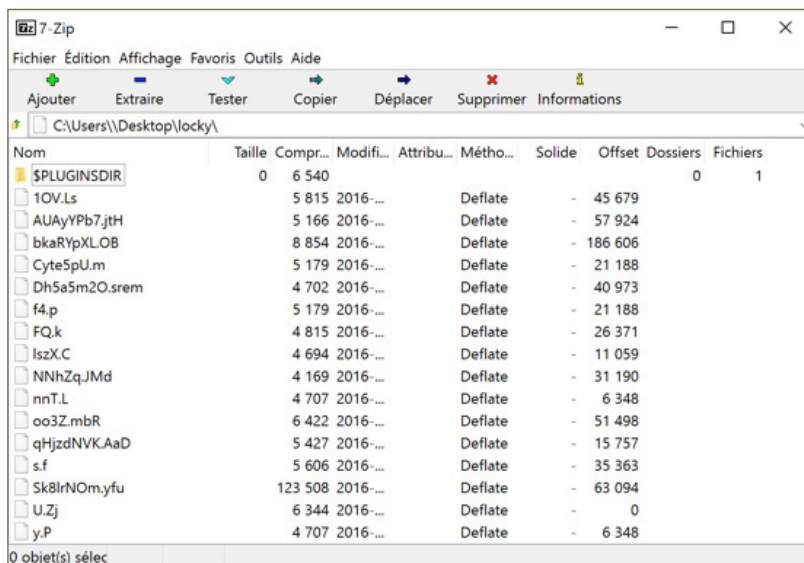 7z 7-Zip
Fichier Édition Affichage Favoris Outils Aide
Ajouter Extraire Tester Copier Déplacer Supprimer Informations
C:\Users\\Desktop\locky\
Nom Taille Compr... Modifi... Attribu... Métho... Solide Offset Dossiers Fichiers
$PLUGINSDIR 0 6 540 0 1
1OV.Ls 5 815 2016-... Deflate - 45 679
AUAyYPb7.jtH 5 166 2016-... Deflate - 57 924
bkaRYpXL.OB 8 854 2016-... Deflate - 186 606
Cyte5pU.m 5 179 2016-... Deflate - 21 188
Dh5a5m2O.srem 4 702 2016-... Deflate - 40 973
f4.p 5 179 2016-... Deflate - 21 188
FQ.k 4 815 2016-... Deflate - 26 371
lszX.C 4 694 2016-... Deflate - 11 059
NNhZq.JMd 4 169 2016-... Deflate - 31 190
nnT.L 4 707 2016-... Deflate - 6 348
oo3Z.mbR 6 422 2016-... Deflate - 51 498
qHjzdNVK.AaD 5 427 2016-... Deflate - 15 757
s.f 5 606 2016-... Deflate - 35 363
Sk8lrNOm.yfu 123 508 2016-... Deflate - 63 094
U.Zj 6 344 2016-... Deflate - 0
y.P 4 707 2016-... Deflate - 6 348
0 objet(s) sélec